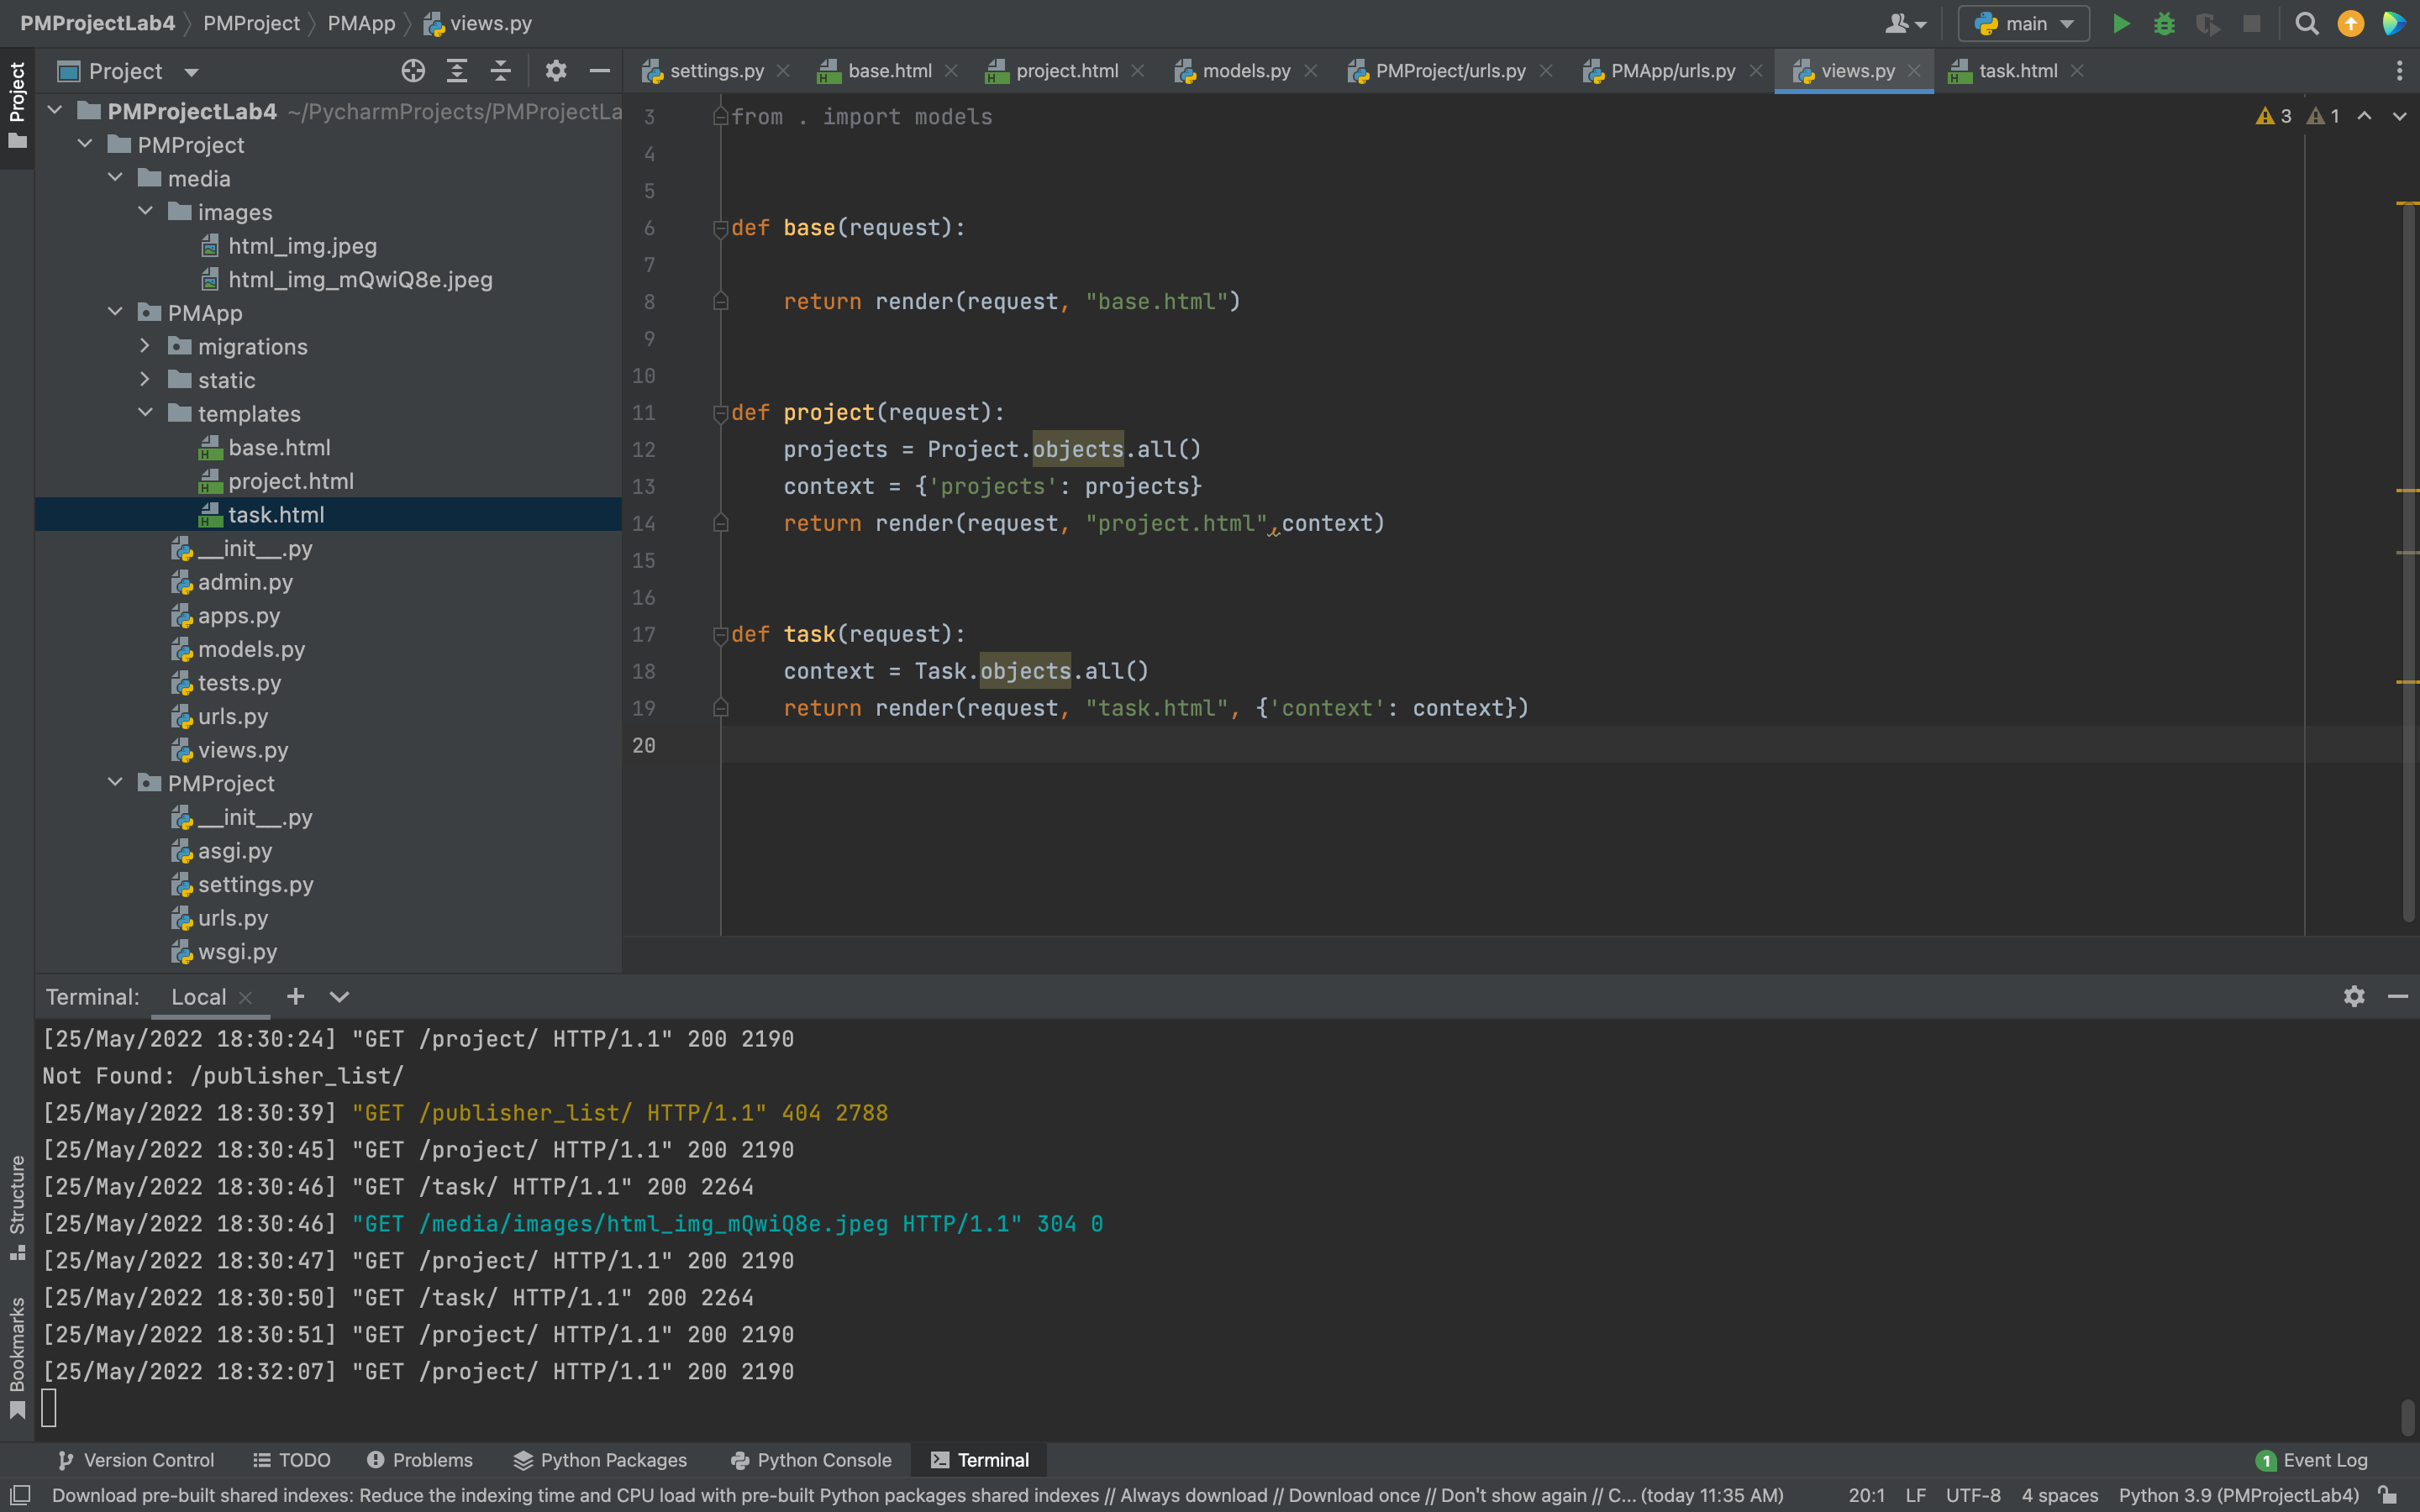 PMProjectLab4 PMProject PMApp views.py
main
Project
settings.py base.html project.html models.py PMProject/urls.py PMApp/urls.py views.py task.html
Project
PMProjectLab4 ~/PycharmProjects/PMProjectLa
PMProject
media
images
html_img.jpeg
html_img_mQwiQ8e.jpeg
PMApp
migrations
static
templates
base.html
project.html
task.html
__init__.py
admin.py
apps.py
models.py
tests.py
urls.py
views.py
PMProject
__init__.py
asgi.py
settings.py
urls.py
wsgi.py
3 from . import models
3 1
4
5
6 def base(request):
7
8 return render(request, "base.html")
9
10
11 def project(request):
12 projects = Project.objects.all()
13 context = {'projects': projects}
14 return render(request, "project.html",context)
15
16
17 def task(request):
18 context = Task.objects.all()
19 return render(request, "task.html", {'context': context})
20
Terminal: Local
[25/May/2022 18:30:24] "GET /project/ HTTP/1.1" 200 2190
Not Found: /publisher_list/
[25/May/2022 18:30:39] "GET /publisher_list/ HTTP/1.1" 404 2788
[25/May/2022 18:30:45] "GET /project/ HTTP/1.1" 200 2190
[25/May/2022 18:30:46] "GET /task/ HTTP/1.1" 200 2264
[25/May/2022 18:30:46] "GET /media/images/html_img_mQwiQ8e.jpeg HTTP/1.1" 304 0
[25/May/2022 18:30:47] "GET /project/ HTTP/1.1" 200 2190
[25/May/2022 18:30:50] "GET /task/ HTTP/1.1" 200 2264
[25/May/2022 18:30:51] "GET /project/ HTTP/1.1" 200 2190
[25/May/2022 18:32:07] "GET /project/ HTTP/1.1" 200 2190
Structure
Bookmarks
Version Control TODO Problems Python Packages Python Console Terminal 1 Event Log
Download pre-built shared indexes: Reduce the indexing time and CPU load with pre-built Python packages shared indexes // Always download // Download once // Don't show again // C... (today 11:35 AM) 20:1 LF UTF-8 4 spaces Python 3.9 (PMProjectLab4)